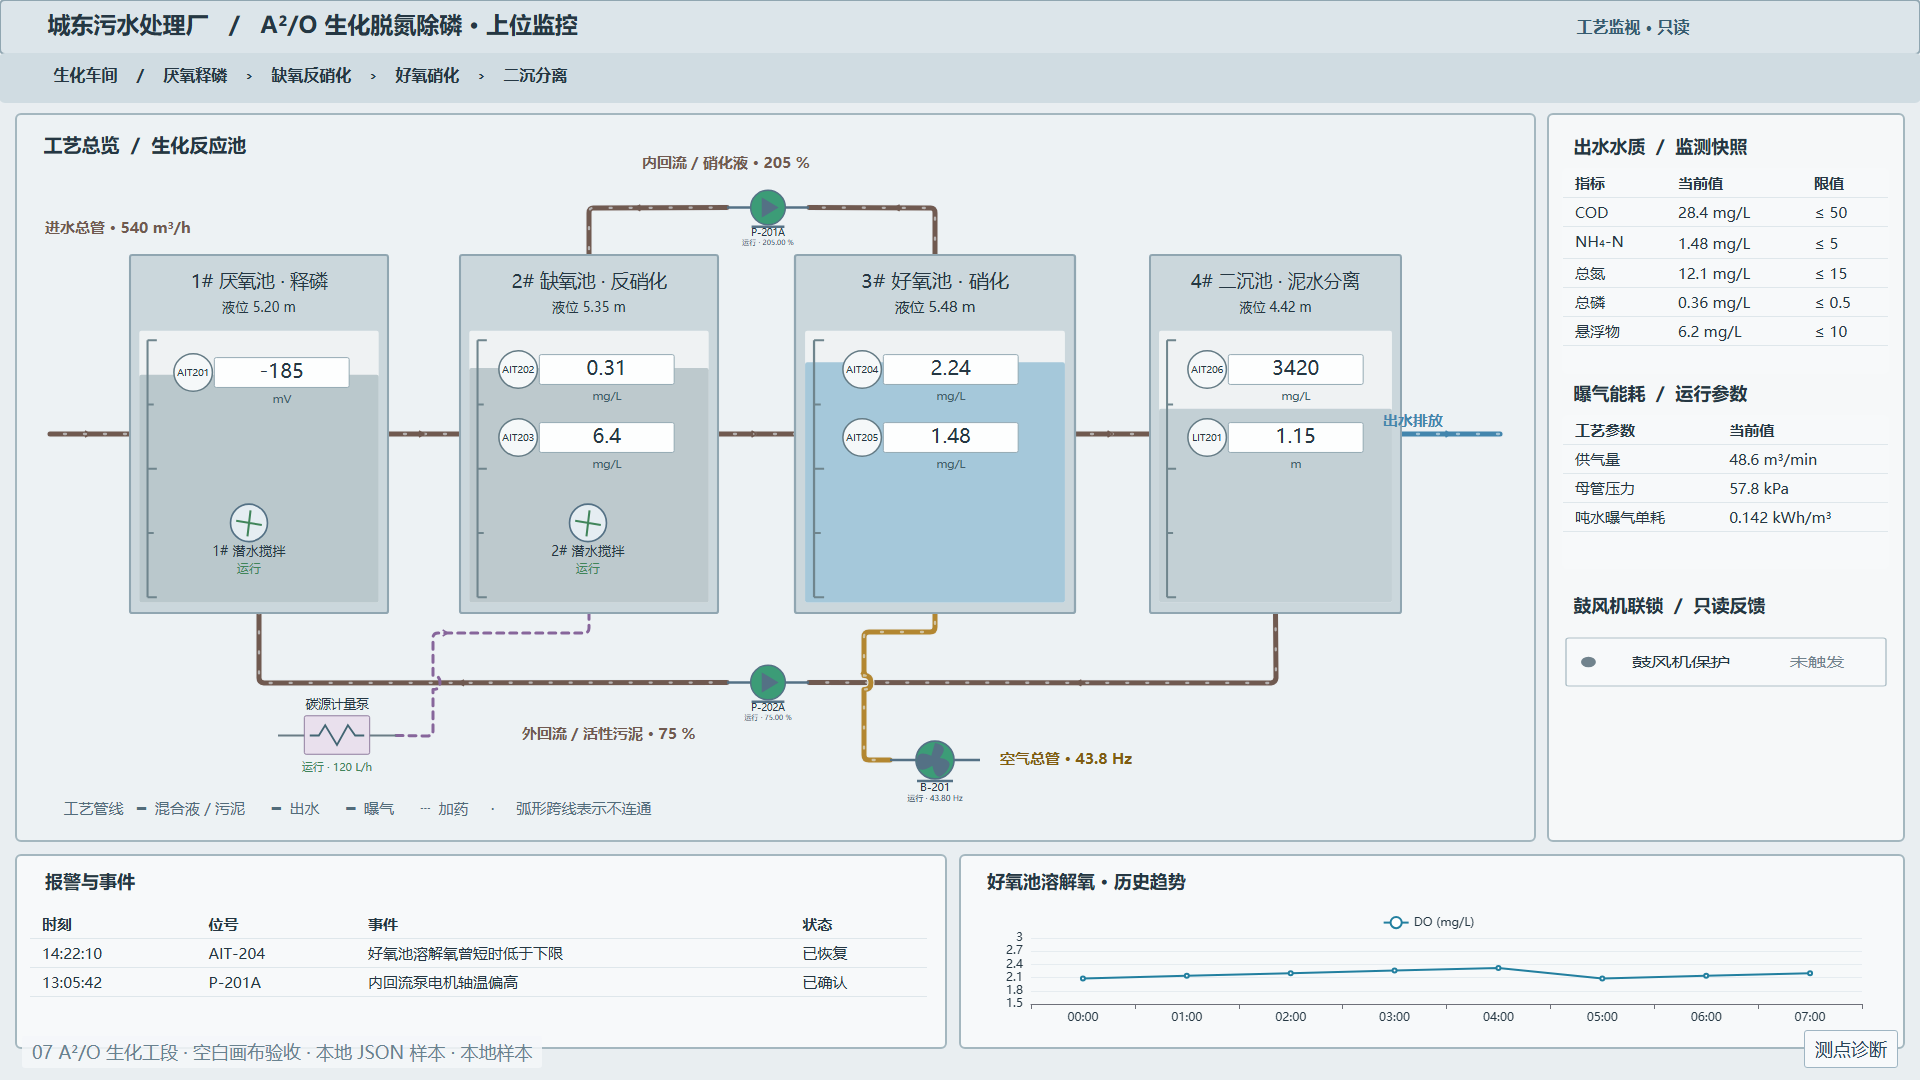 城东污水处理厂 / A²/O 生化脱氮除磷 • 上位监控
工艺监视 • 只读
生化车间 / 厌氧释磷 › 缺氧反硝化 › 好氧硝化 › 二沉分离
工艺总览 / 生化反应池
内回流 / 硝化液 • 205 %
进水总管 • 540 m³/h
P-201A
运行 · 205.00 %
1# 厌氧池 · 释磷
液位 5.20 m
AIT201
-185
mV
1# 潜水搅拌
运行
2# 缺氧池 · 反硝化
液位 5.35 m
AIT202
0.31
mg/L
AIT203
6.4
mg/L
2# 潜水搅拌
运行
3# 好氧池 · 硝化
液位 5.48 m
AIT204
2.24
mg/L
AIT205
1.48
mg/L
4# 二沉池 · 泥水分离
液位 4.42 m
AIT206
3420
mg/L
LIT201
1.15
m
出水排放
碳源计量泵
运行 · 120 L/h
P-202A
运行 · 75.00 %
外回流 / 活性污泥 • 75 %
B-201
运行 · 43.80 Hz
空气总管 • 43.8 Hz
工艺管线 ━ 混合液 / 污泥 ━ 出水 ━ 曝气 ┄ 加药 · 弧形跨线表示不连通
出水水质 / 监测快照
指标 当前值 限值
COD 28.4 mg/L ≤ 50
NH₄-N 1.48 mg/L ≤ 5
总氮 12.1 mg/L ≤ 15
总磷 0.36 mg/L ≤ 0.5
悬浮物 6.2 mg/L ≤ 10
曝气能耗 / 运行参数
工艺参数 当前值
供气量 48.6 m³/min
母管压力 57.8 kPa
吨水曝气单耗 0.142 kWh/m³
鼓风机联锁 / 只读反馈
鼓风机保护 未触发
报警与事件
时刻 位号 事件 状态
14:22:10 AIT-204 好氧池溶解氧曾短时低于下限 已恢复
13:05:42 P-201A 内回流泵电机轴温偏高 已确认
好氧池溶解氧 • 历史趋势
DO (mg/L)
3
2.7
2.4
2.1
1.8
1.5
00:00 01:00 02:00 03:00 04:00 05:00 06:00 07:00
07 A²/O 生化工段 · 空白画布验收 · 本地 JSON 样本 · 本地样本
测点诊断